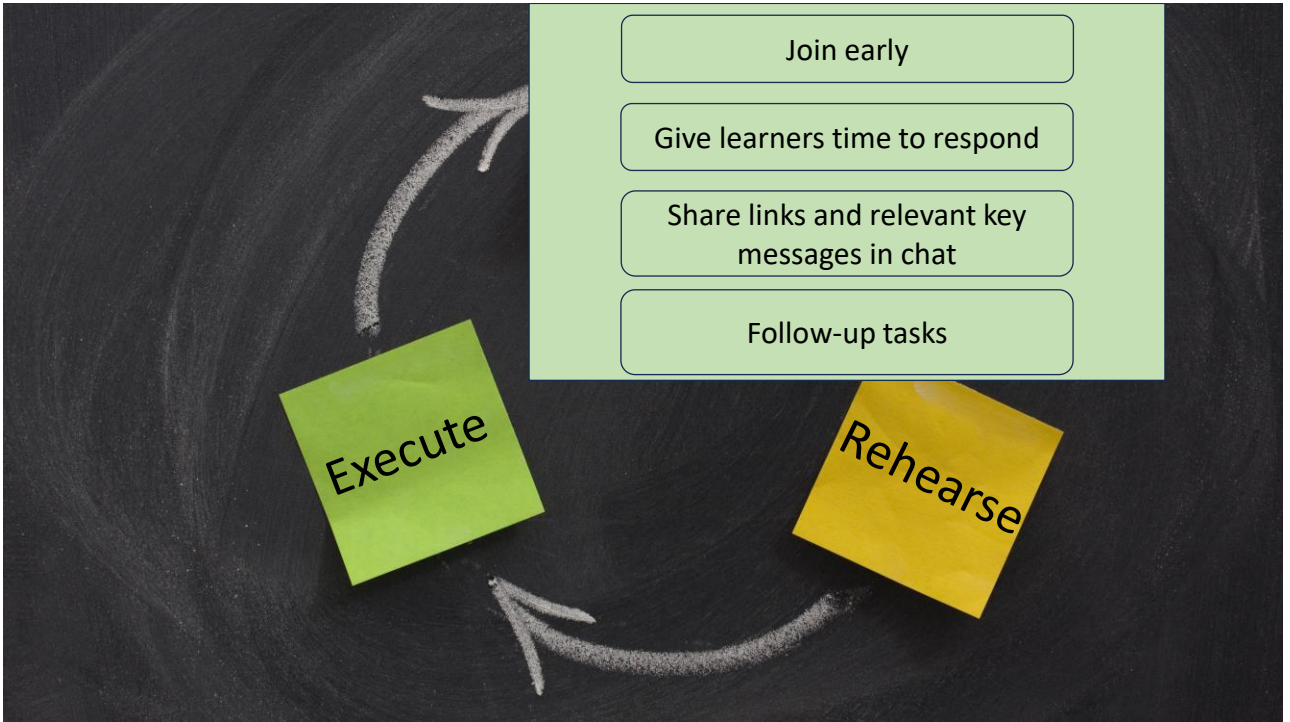 Join early
Give learners time to respond
Share links and relevant key
messages in chat
Follow-up tasks
Execute
Rehearse